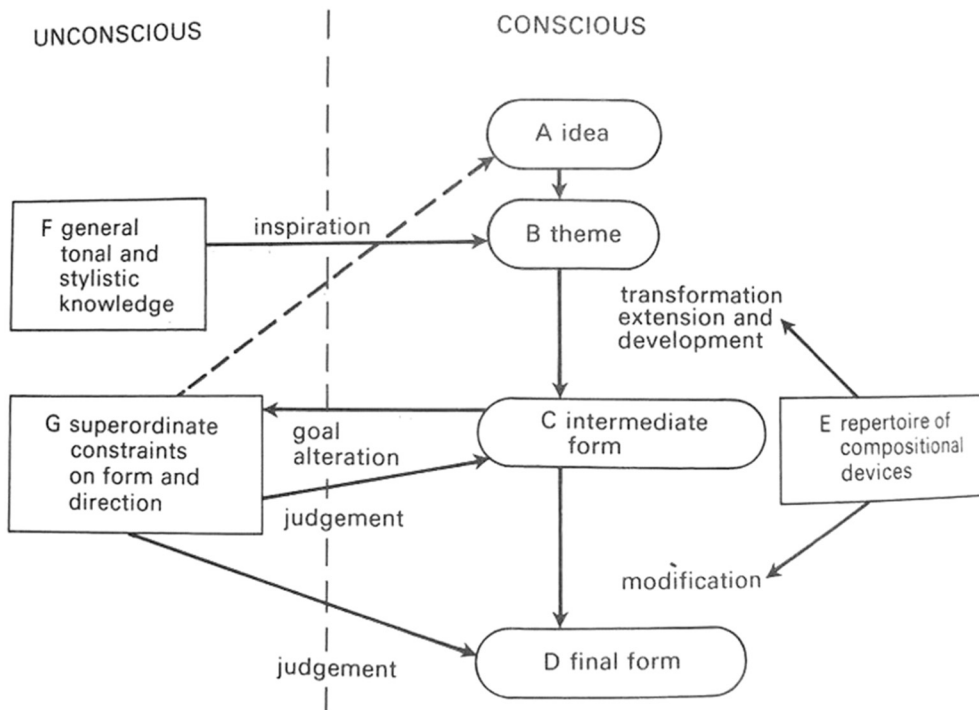 UNCONSCIOUS
CONSCIOUS
A idea
F general
tonal and
stylistic
knowledge
inspiration
B theme
transformation
extension and
development
G superordinate
constraints
on form and
direction
goal
alteration
judgement
C intermediate
form
E repertoire of
compositional
devices
modification
judgement
D final form